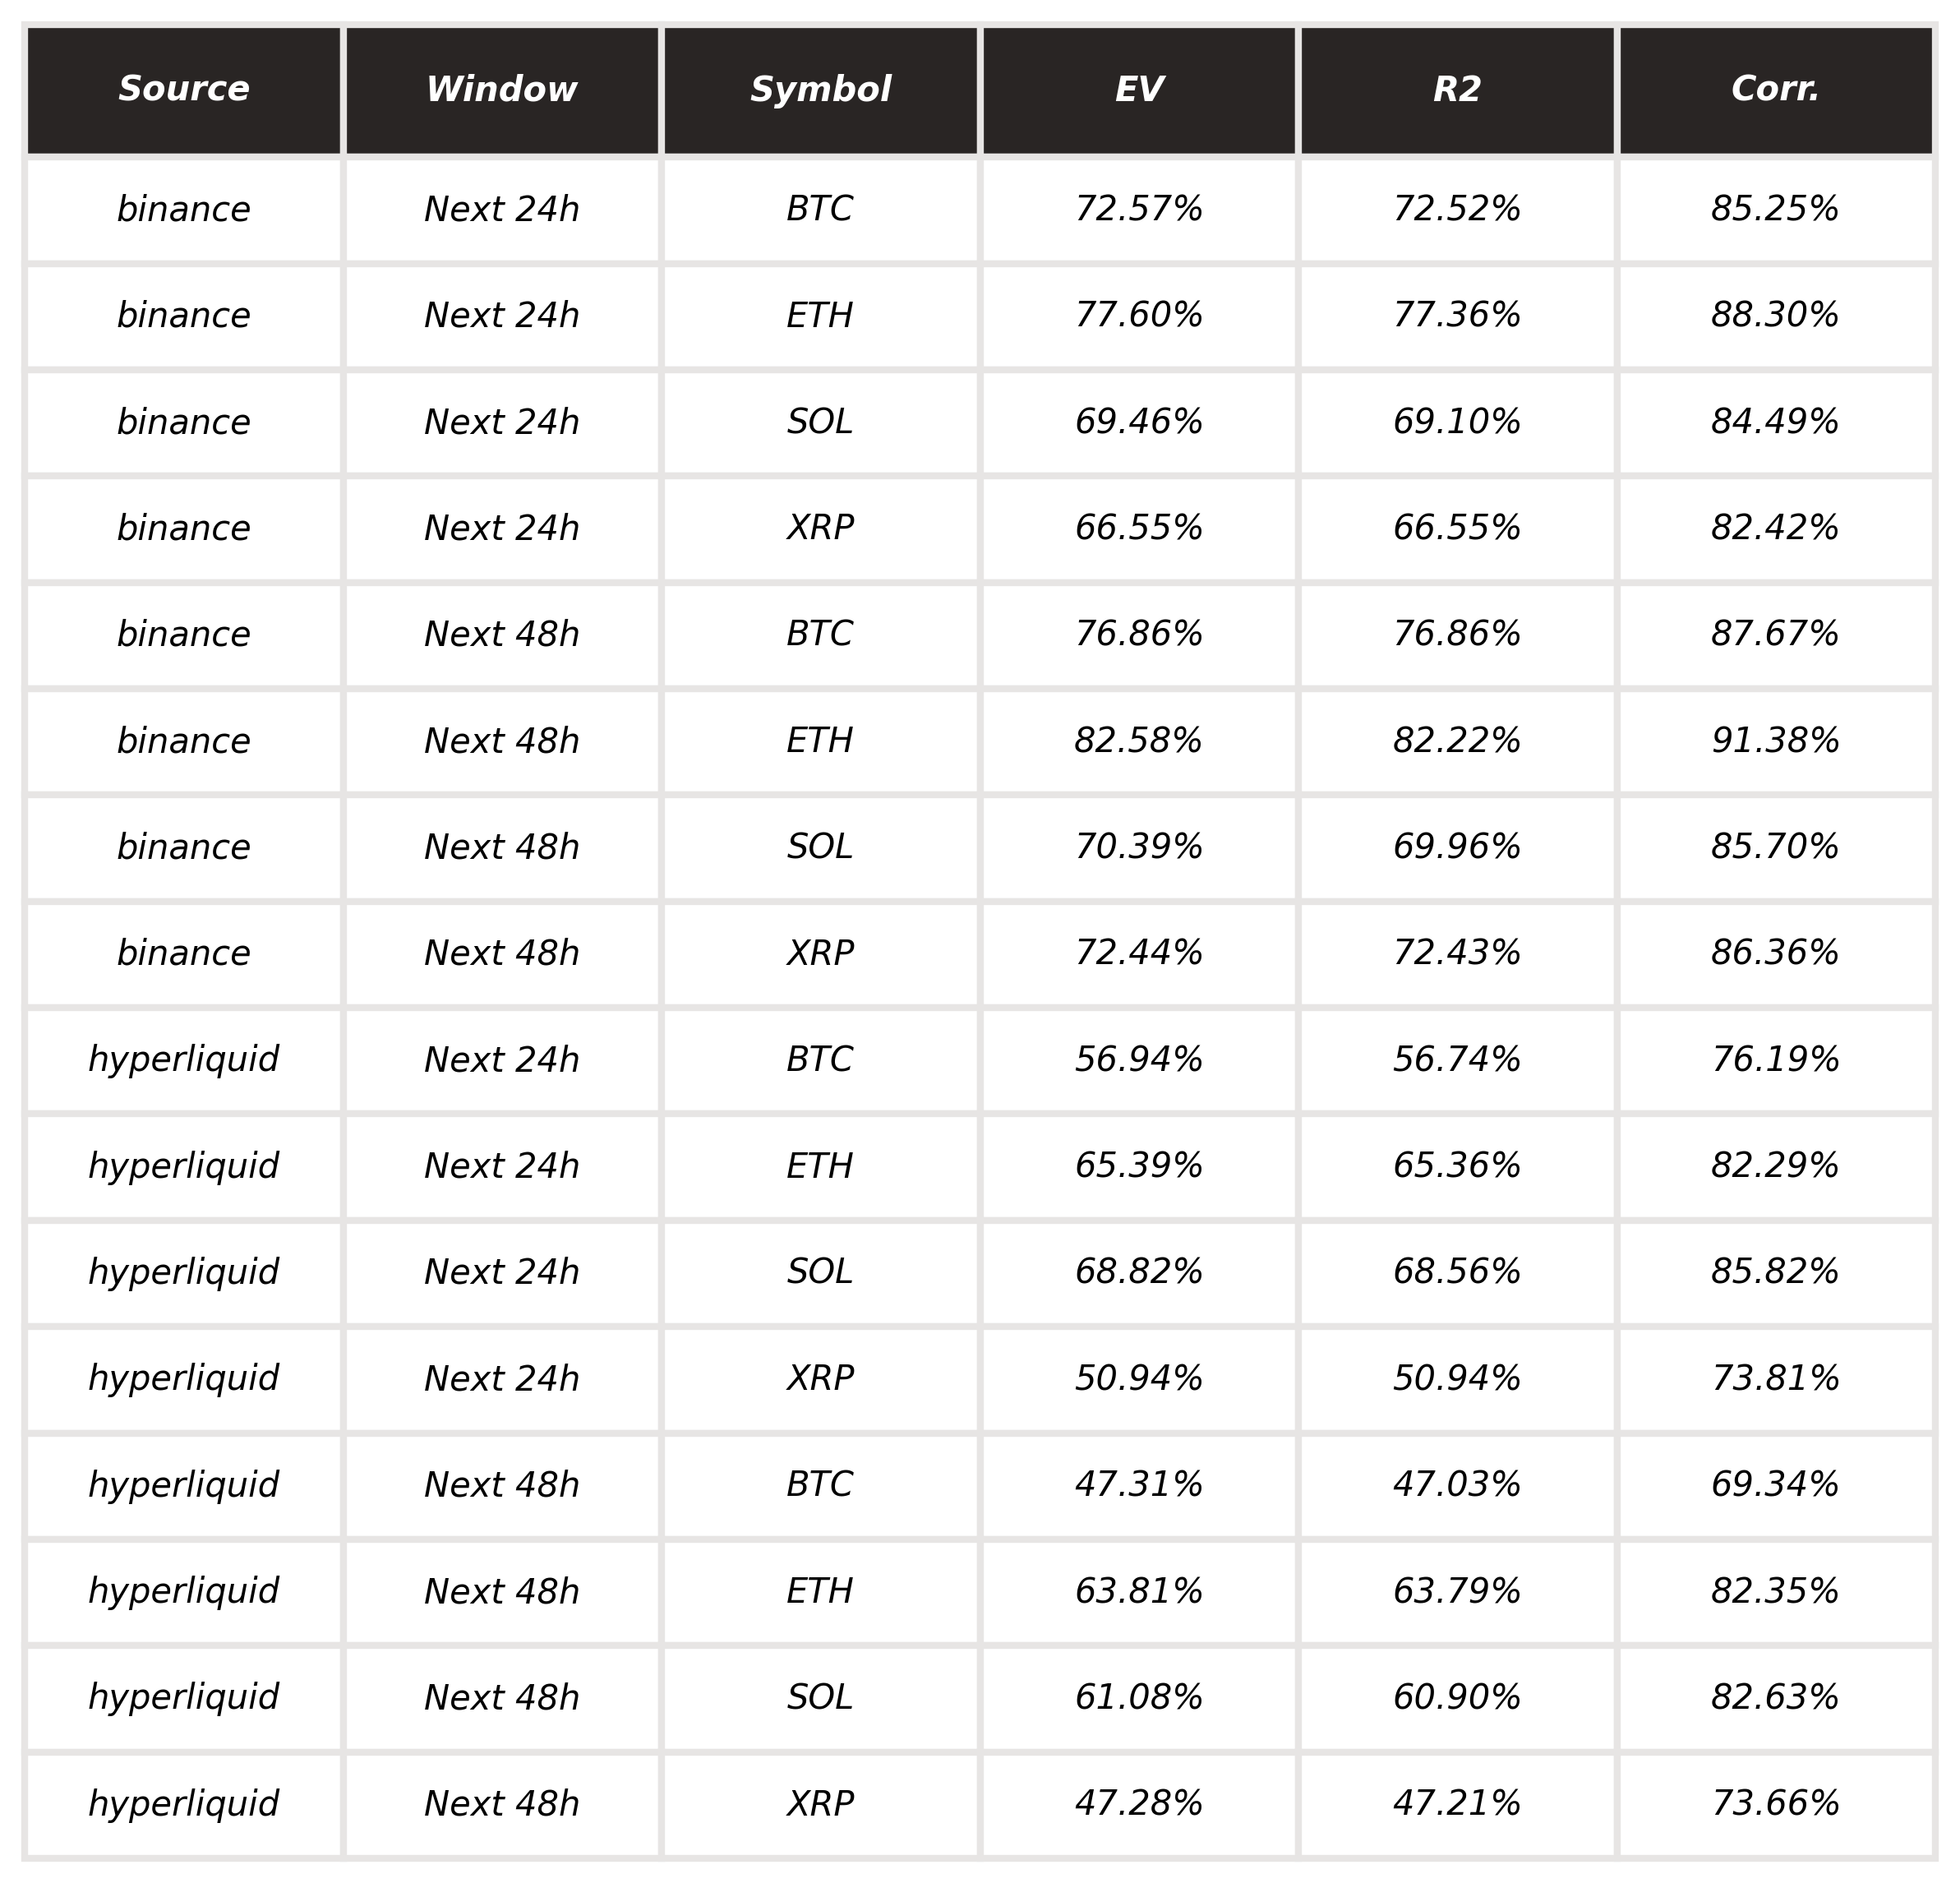 Source Window Symbol EV R2 Corr.
binance Next 24h BTC 72.57% 72.52% 85.25%
binance Next 24h ETH 77.60% 77.36% 88.30%
binance Next 24h SOL 69.46% 69.10% 84.49%
binance Next 24h XRP 66.55% 66.55% 82.42%
binance Next 48h BTC 76.86% 76.86% 87.67%
binance Next 48h ETH 82.58% 82.22% 91.38%
binance Next 48h SOL 70.39% 69.96% 85.70%
binance Next 48h XRP 72.44% 72.43% 86.36%
hyperliquid Next 24h BTC 56.94% 56.74% 76.19%
hyperliquid Next 24h ETH 65.39% 65.36% 82.29%
hyperliquid Next 24h SOL 68.82% 68.56% 85.82%
hyperliquid Next 24h XRP 50.94% 50.94% 73.81%
hyperliquid Next 48h BTC 47.31% 47.03% 69.34%
hyperliquid Next 48h ETH 63.81% 63.79% 82.35%
hyperliquid Next 48h SOL 61.08% 60.90% 82.63%
hyperliquid Next 48h XRP 47.28% 47.21% 73.66%